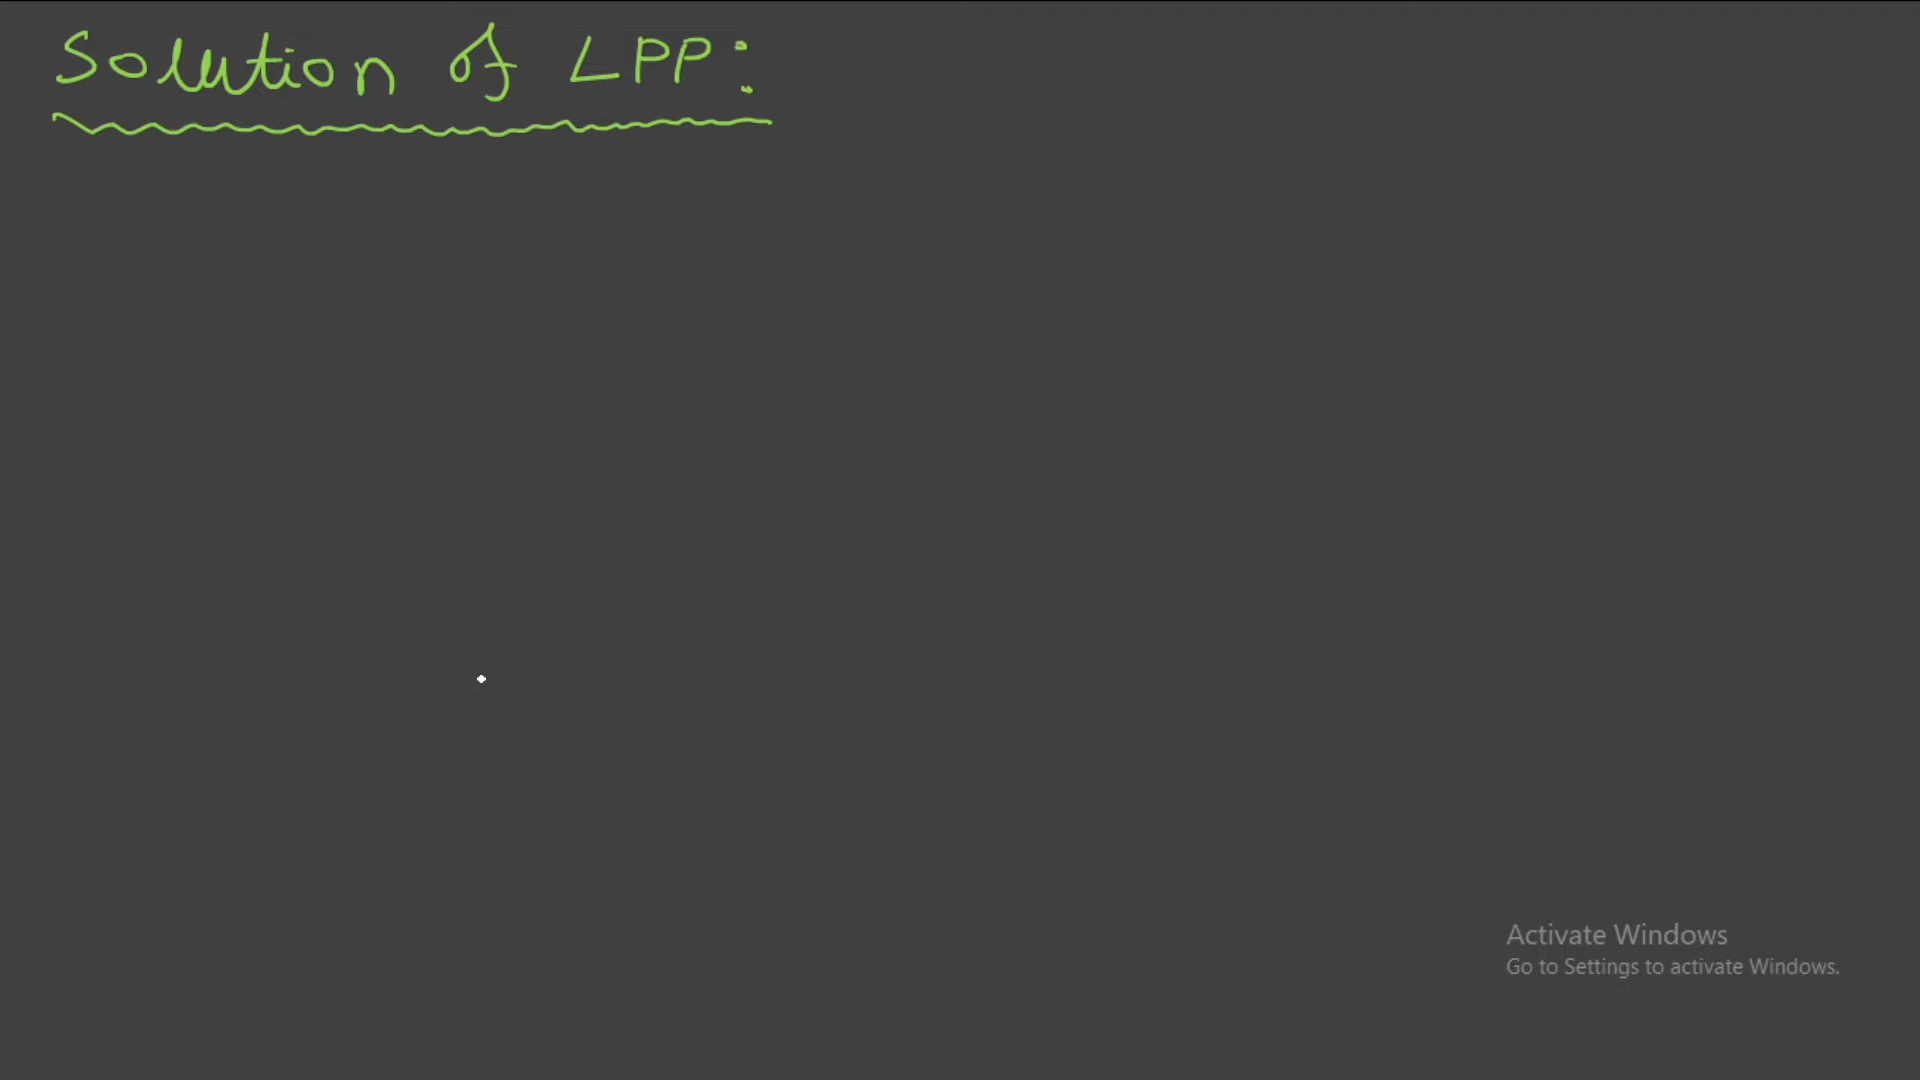 Solution of LPP:
Activate Windows
Go to Settings to activate Windows.